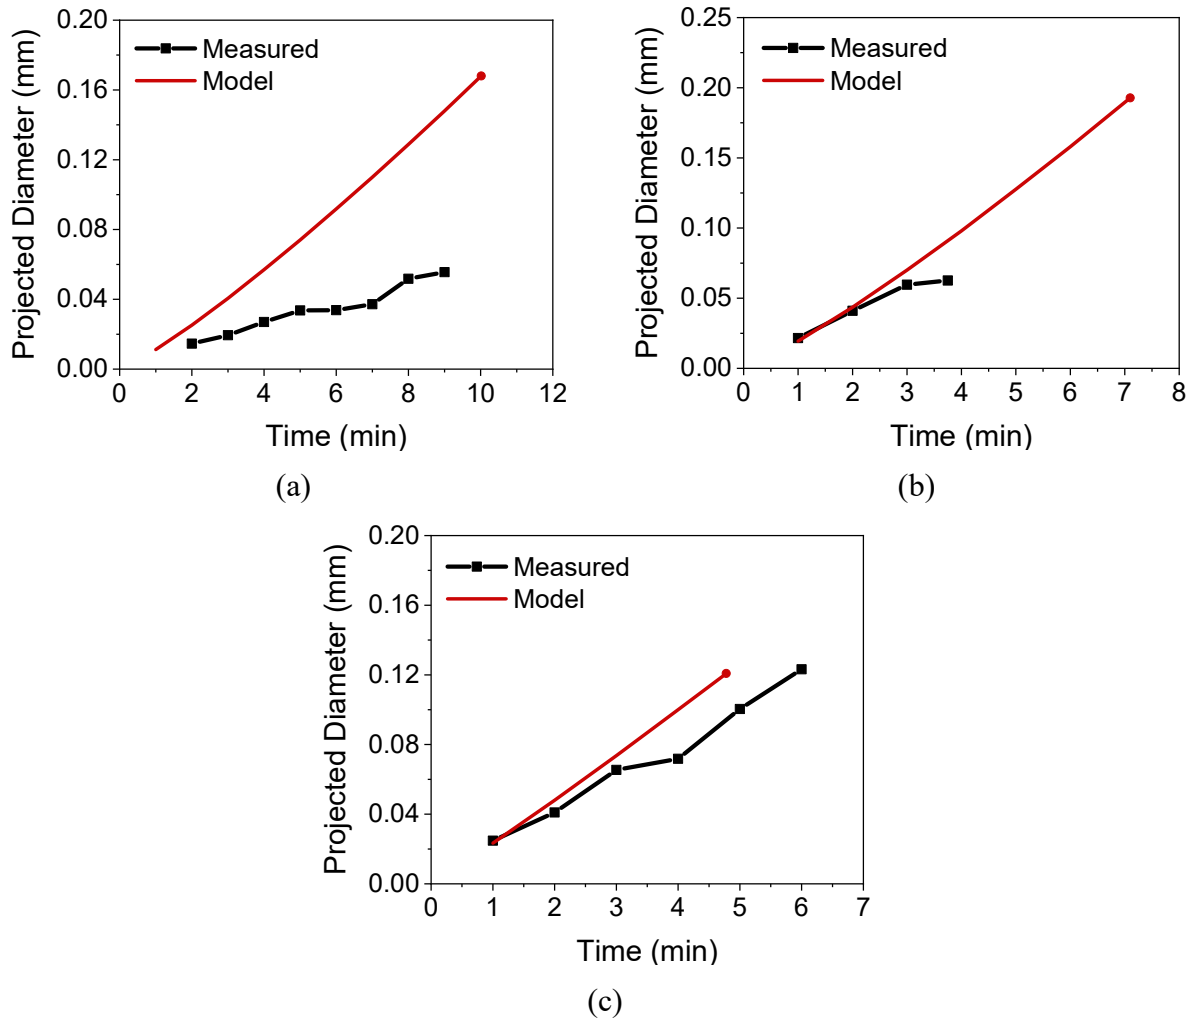 Projected Diameter (mm)
0.20
0.16
0.12
0.08
0.04
0.00
Measured
Model
0 2 4 6 8 10 12
Time (min)
(a)
Projected Diameter (mm)
0.25
0.20
0.15
0.10
0.05
0.00
Measured
Model
0 1 2 3 4 5 6 7 8
Time (min)
(b)
Projected Diameter (mm)
0.20
0.16
0.12
0.08
0.04
0.00
Measured
Model
0 1 2 3 4 5 6 7
Time (min)
(c)